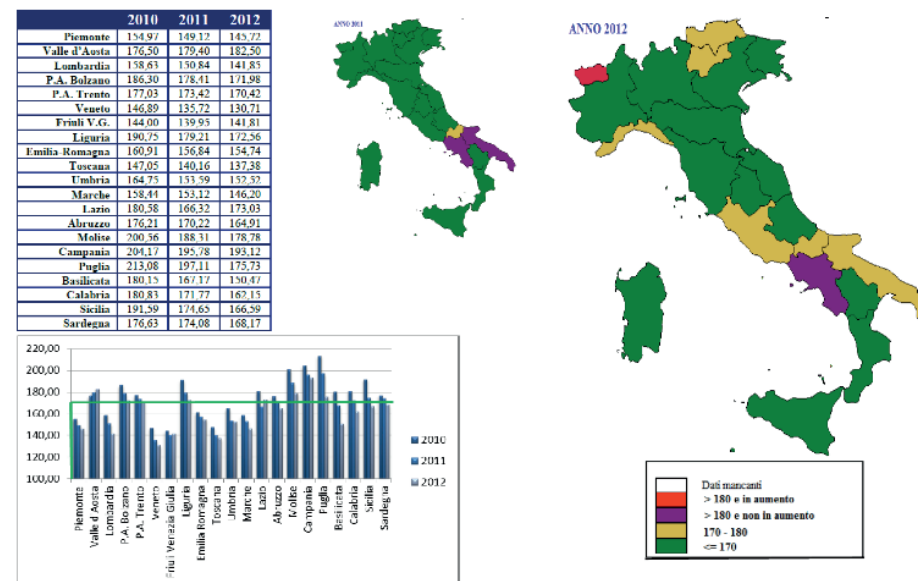 2010 2011 2012
Piemonte 154,97 149,12 145,72
Valle d'Aosta 176,50 179,40 182,50
Lombardia 158,63 150,84 141,85
P.A. Bolzano 186,30 178,41 171,98
P.A. Trento 177,03 173,42 170,42
Veneto 146,89 135,72 130,71
Friuli V.G. 144,00 139,95 141,81
Liguria 190,75 179,21 172,56
Emilia-Romagna 160,91 156,84 154,74
Toscana 147,05 140,16 137,38
Umbria 164,75 153,59 152,52
Marche 158,44 153,12 146,20
Lazio 180,58 166,32 173,03
Abruzzo 176,21 170,22 164,91
Molise 200,56 188,31 178,78
Campania 204,17 195,78 193,12
Puglia 213,08 197,11 175,73
Basilicata 180,15 167,17 150,47
Calabria 180,83 171,77 162,15
Sicilia 191,59 174,65 166,59
Sardegna 176,63 174,08 168,17
ANNO 2011
ANNO 2012
220,00
200,00
180,00
160,00
140,00
120,00
100,00
Piemonte
Valle d Aosta
Lombardia
P.A. Bolzano
P.A. Trento
Veneto
Friuli Venezia Giulia
Liguria
Emilia Romagna
Toscana
Umbria
Marche
Lazio
Abruzzo
Molise
Campania
Puglia
Basilicata
Calabria
Sicilia
Sardegna
2010
2011
2012
Dati mancanti
> 180 e in aumento
> 180 e non in aumento
170 - 180
<= 170